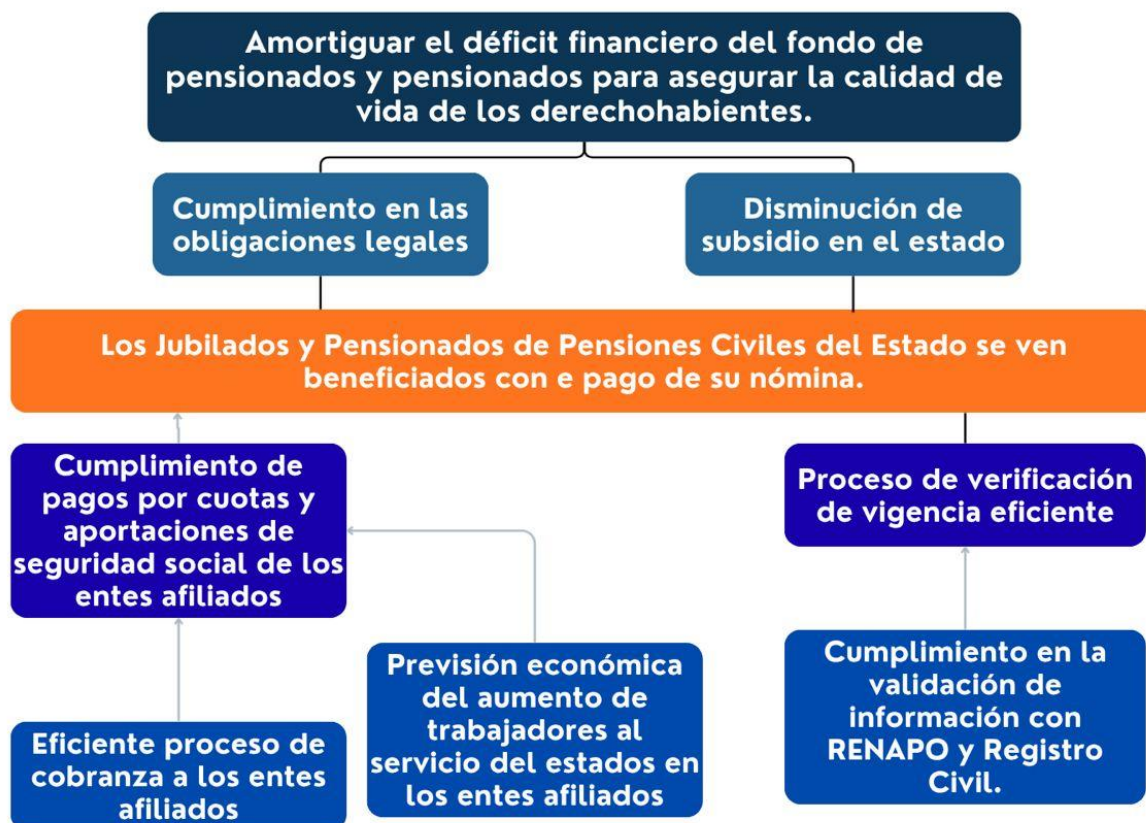 Amortiguar el déficit financiero del fondo de
pensionados y pensionados para asegurar la calidad de
vida de los derechohabientes.
Cumplimiento en las
obligaciones legales
Disminución de
subsidio en el estado
Los Jubilados y Pensionados de Pensiones Civiles del Estado se ven
beneficiados con e pago de su nómina.
Cumplimiento de
pagos por cuotas y
aportaciones de
seguridad social de los
entes afiliados
Proceso de verificación
de vigencia eficiente
Eficiente proceso de
cobranza a los entes
afiliados
Previsión económica
del aumento de
trabajadores al
servicio del estados en
los entes afiliados
Cumplimiento en la
validación de
información con
RENAPO y Registro
Civil.